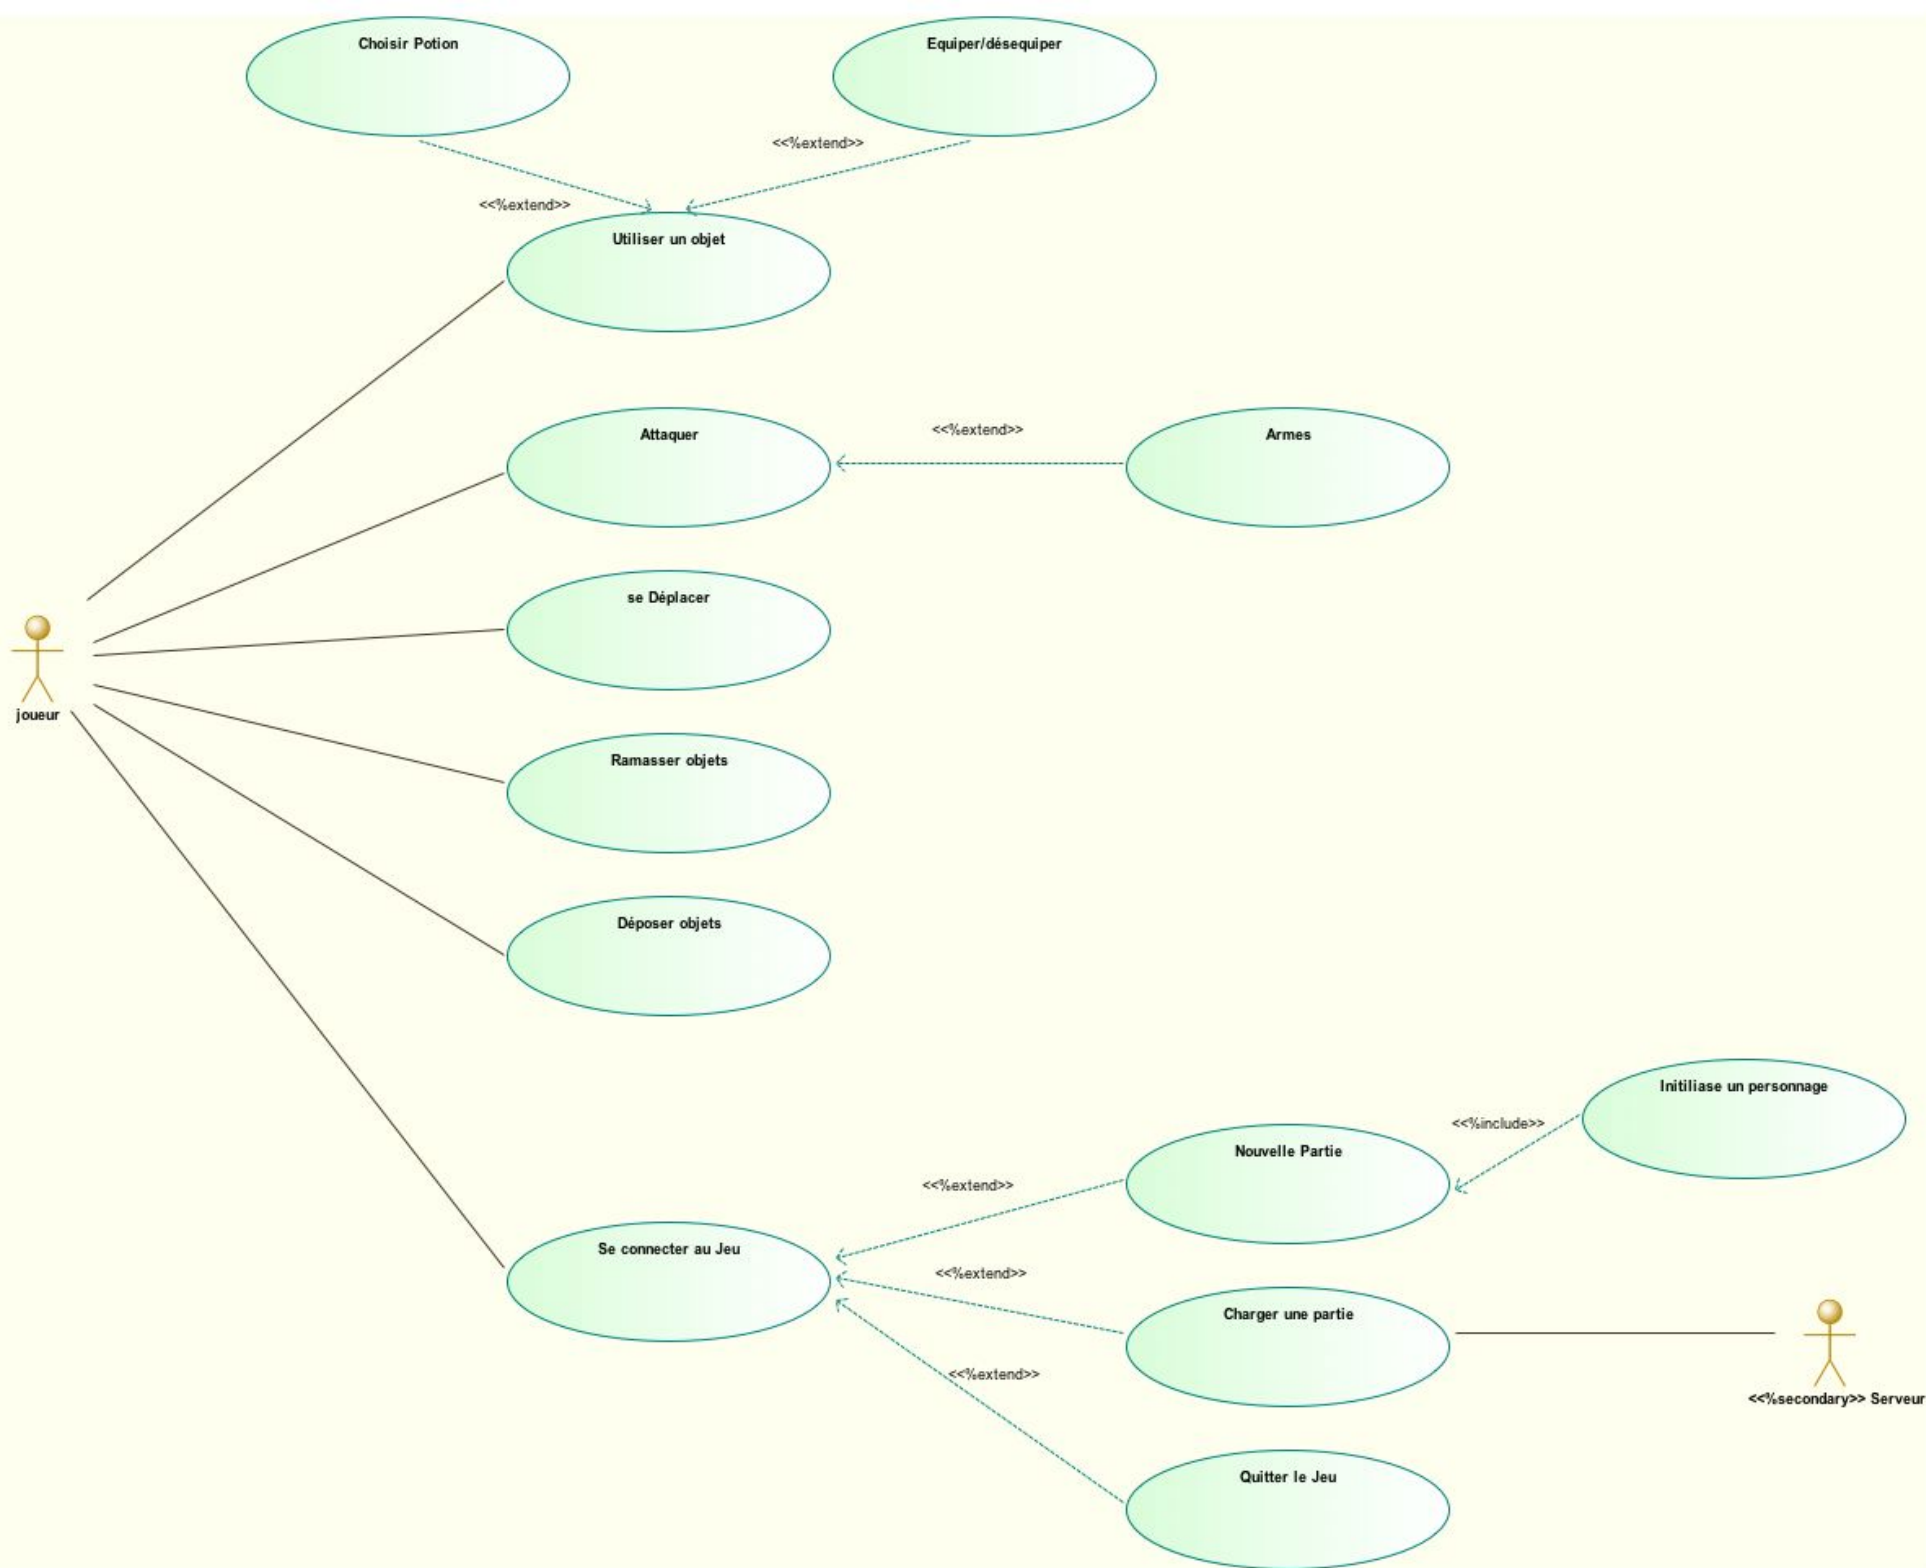 Choisir Potion
Equiper/désequiper
<<%extend>>
<<%extend>>
Utiliser un objet
Attaquer
<<%extend>>
Armes
se Déplacer
joueur
Ramasser objets
Déposer objets
Initiliase un personnage
<<%include>>
Nouvelle Partie
<<%extend>>
Se connecter au Jeu
<<%extend>>
Charger une partie
<<%extend>>
<<%secondary>> Serveur
Quitter le Jeu